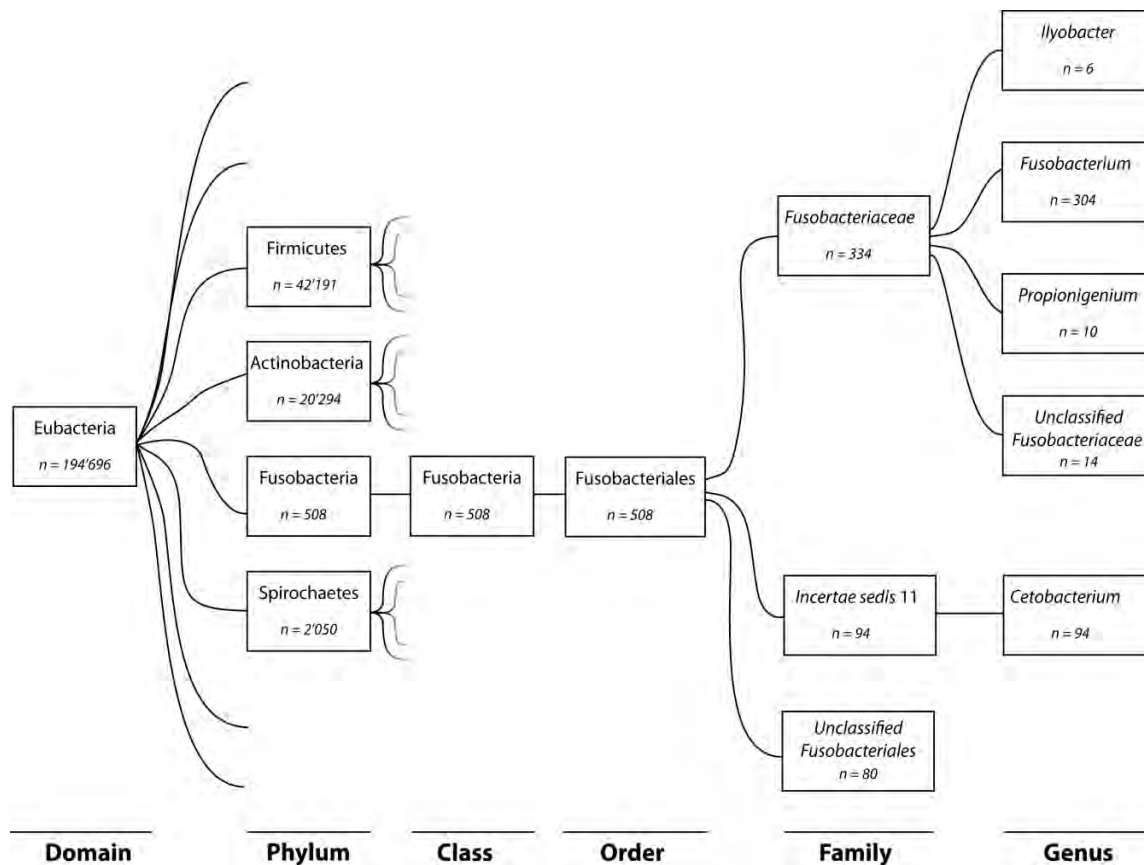 Ilyobacter
n = 6
Fusobacterium
n = 304
Fusobacteriaceae
n = 334
Firmicutes
n = 42'191
Propionigenium
n = 10
Actinobacteria
n = 20'294
Eubacteria
n = 194'696
Unclassified
Fusobacteriaceae
n = 14
Fusobacteria
n = 508
Fusobacteria
n = 508
Fusobacteriales
n = 508
Spirochaetes
n = 2'050
Incertae sedis 11
n = 94
Cetobacterium
n = 94
Unclassified
Fusobacteriales
n = 80
Domain Phylum Class Order Family Genus